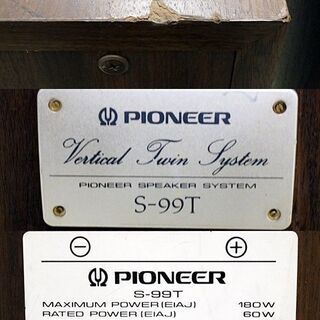 PIONEER
Vertical Twin System
PIONEER SPEAKER SYSTEM
S-99T
PIONEER
S-99T
MAXIMUM POWER(EIAJ) 180W
RATED POWER(EIAJ) 60W